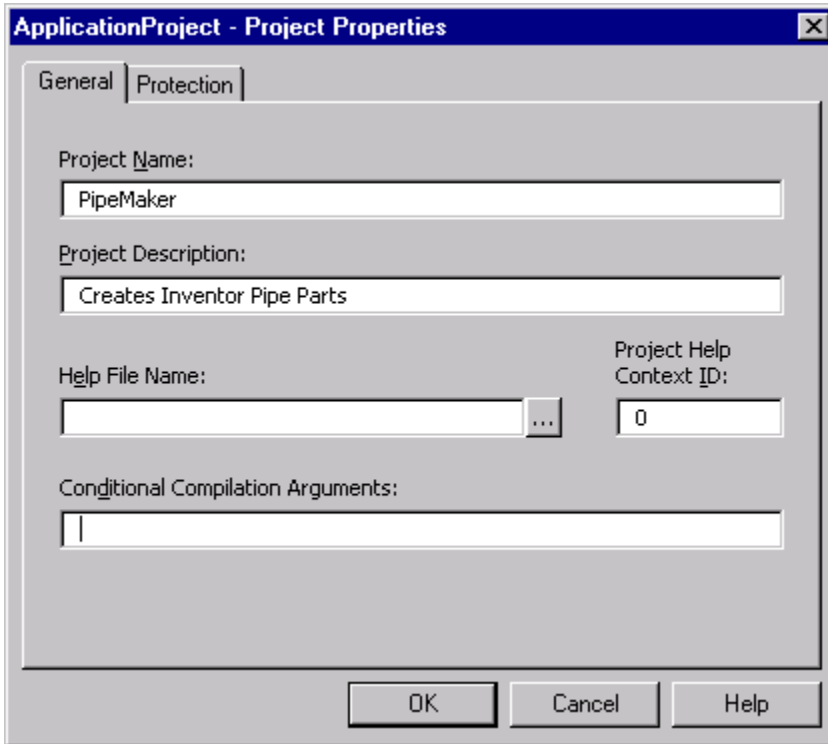 ApplicationProject - Project Properties
General Protection
Project Name:
PipeMaker
Project Description:
Creates Inventor Pipe Parts
Project Help
Help File Name: Context ID:
... 0
Conditional Compilation Arguments:
OK Cancel Help